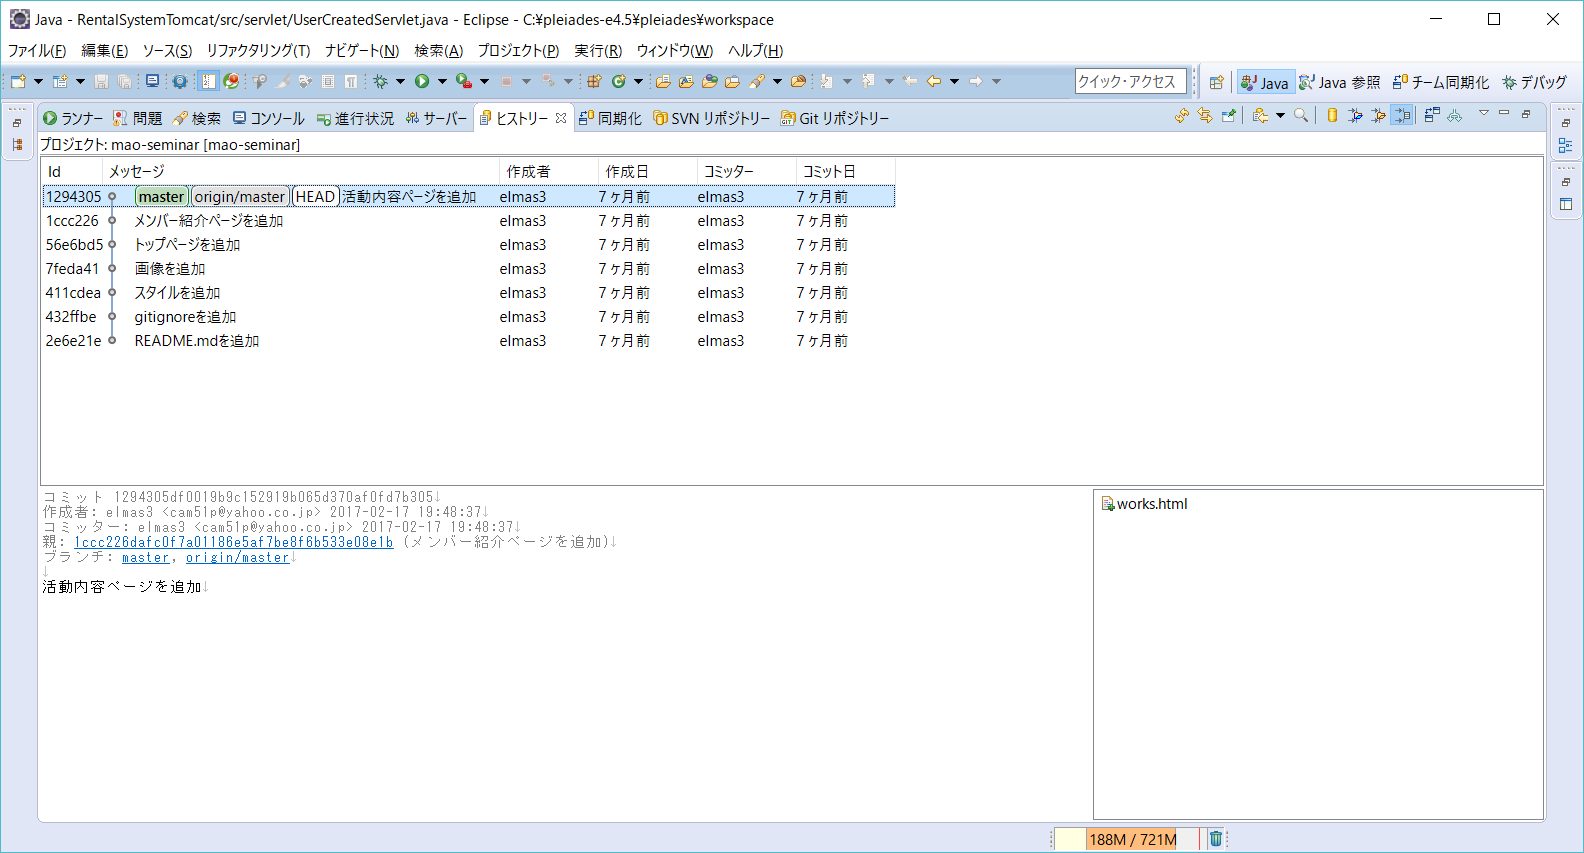 Java - RentalSystemTomcat/src/servlet/UserCreatedServlet.java - Eclipse - C:¥pleiades-e4.5¥pleiades¥workspace
ファイル(F) 編集(E) ソース(S) リファクタリング(T) ナビゲート(N) 検索(A) プロジェクト(P) 実行(R) ウィンドウ(W) ヘルプ(H)
クイック・アクセス Java Java 参照 チーム同期化 デバッグ
ランナー 問題 検索 コンソール 進行状況 サーバー ヒストリー 同期化 SVN リポジトリー Git リポジトリー
プロジェクト: mao-seminar [mao-seminar]
Id メッセージ 作成者 作成日 コミッター コミット日
1294305 master origin/master HEAD 活動内容ページを追加 elmas3 7 ヶ月前 elmas3 7 ヶ月前
1ccc226 メンバー紹介ページを追加 elmas3 7 ヶ月前 elmas3 7 ヶ月前
56e6bd5 トップページを追加 elmas3 7 ヶ月前 elmas3 7 ヶ月前
7feda41 画像を追加 elmas3 7 ヶ月前 elmas3 7 ヶ月前
411cdea スタイルを追加 elmas3 7 ヶ月前 elmas3 7 ヶ月前
432ffbe gitignoreを追加 elmas3 7 ヶ月前 elmas3 7 ヶ月前
2e6e21e README.mdを追加 elmas3 7 ヶ月前 elmas3 7 ヶ月前
コミット 1294305df0019b9c152919b065d370af0fd7b305↓
作成者: elmas3 <cam51p@yahoo.co.jp> 2017-02-17 19:48:37↓
コミッター: elmas3 <cam51p@yahoo.co.jp> 2017-02-17 19:48:37↓
親: 1ccc226dafc0f7a01186e5af7be8f6b533e08e1b (メンバー紹介ページを追加)↓
ブランチ: master, origin/master↓
↓
活動内容ページを追加↓
works.html
188M / 721M